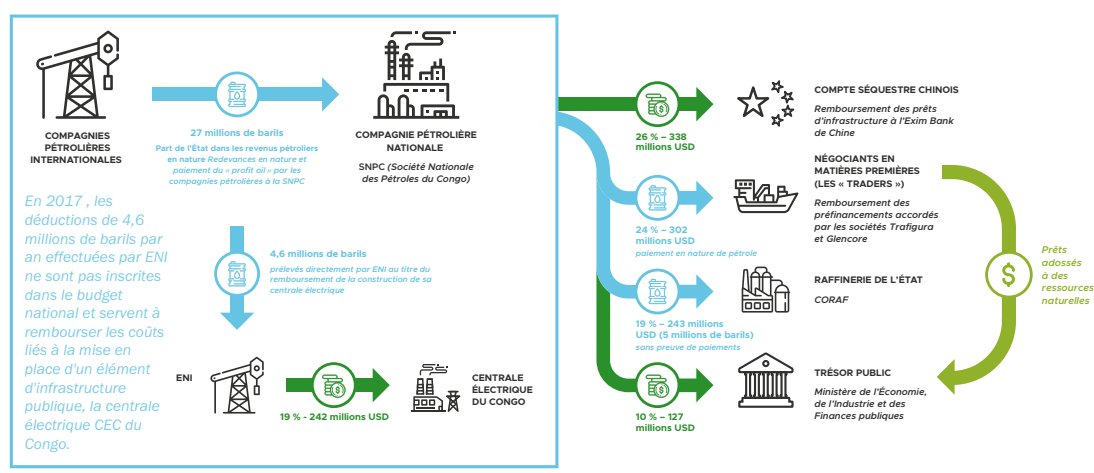 COMPAGNIES
PÉTROLIÈRES
INTERNATIONALES
27 millions de barils
Part de l'État dans les revenus pétroliers
en nature Redevances en nature et
paiement du « profit oil » par les
compagnies pétrolières à la SNPC
COMPAGNIE PÉTROLIÈRE
NATIONALE
SNPC (Société Nationale
des Pétroles du Congo)
En 2017 , les
déductions de 4,6
millions de barils par
an effectuées par ENI
ne sont pas inscrites
dans le budget
national et servent à
rembourser les coûts
liés à la mise en
place d'un élément
d'infrastructure
publique, la centrale
électrique CEC du
Congo.
4,6 millions de barils
prélevés directement par ENI au titre du
remboursement de la construction de sa
centrale électrique
ENI
19 % - 242 millions USD
CENTRALE
ÉLECTRIQUE
DU CONGO
26 % – 338
millions USD
COMPTE SÉQUESTRE CHINOIS
Remboursement des prêts
d'infrastructure à l'Exim Bank
de Chine
24 % – 302
millions USD
paiement en nature de pétrole
NÉGOCIANTS EN
MATIÈRES PREMIÈRES
(LES « TRADERS »)
Remboursement des
préfinancements accordés
par les sociétés Trafigura
et Glencore
19 % – 243 millions
USD (5 millions de barils)
sans preuve de paiements
RAFFINERIE DE L'ÉTAT
CORAF
10 % – 127
millions USD
TRÉSOR PUBLIC
Ministère de l'Économie,
de l'Industrie et des
Finances publiques
$
Prêts
adossés
à des
ressources
naturelles